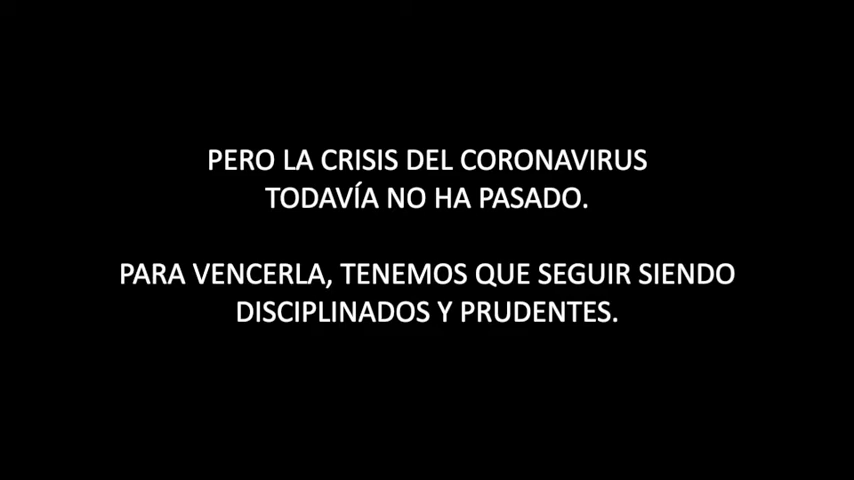 PERO LA CRISIS DEL CORONAVIRUS
TODAVÍA NO HA PASADO.
PARA VENCERLA, TENEMOS QUE SEGUIR SIENDO
DISCIPLINADOS Y PRUDENTES.